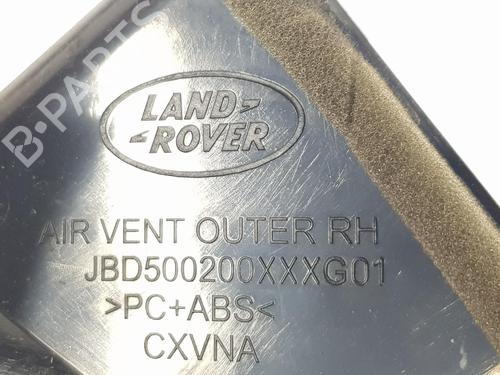 B-PARTS
LAND-
-ROVER
AIR VENT OUTER RH
JBD500200XXXG01
>PC+ABS<
CXVNA